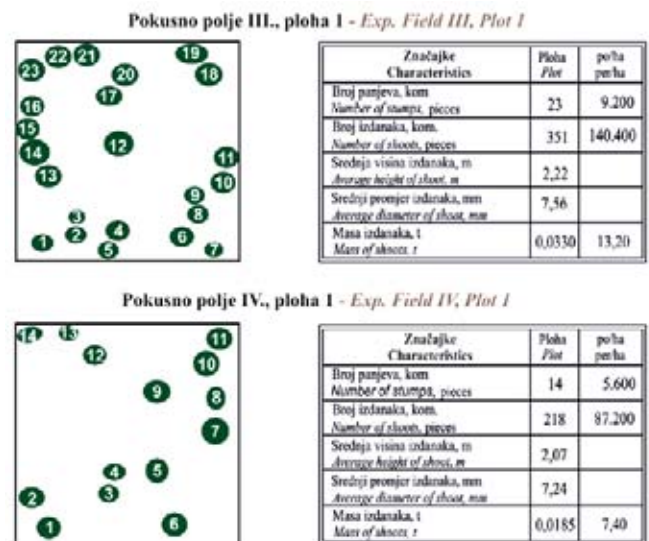 Pokusno polje III., ploha 1 - Exp. Field III, Plot 1
22 21 19
23 20 18
17
16
15
14 12 11
13 10
9
3 8
1 2 4 6
5 7
Značajke Ploha po/ha
Characteristics Plot per/ha
Broj panjeva, kom 23 9.200
Number of stumps, pieces
Broj izdanaka, kom. 351 140.400
Number of shoots, pieces
Srednja visina izdanaka, m 2,22
Average height of shoot, m
Srednji promjer izdanaka, mm 7,56
Average diameter of shoot, mm
Masa izdanaka, t 0,0330 13,20
Mass of shoots, t
Pokusno polje IV., ploha 1 - Exp. Field IV, Plot 1
14 13 11
12 10
9 8
7
4 5
2 3
1 6
Značajke Ploha po/ha
Characteristics Plot per/ha
Broj panjeva, kom 14 5.600
Number of stumps, pieces
Broj izdanaka, kom. 218 87.200
Number of shoots, pieces
Srednja visina izdanaka, m 2,07
Average height of shoot, m
Srednji promjer izdanaka, mm 7,24
Average diameter of shoot, mm
Masa izdanaka, t 0,0185 7,40
Mass of shoots, t